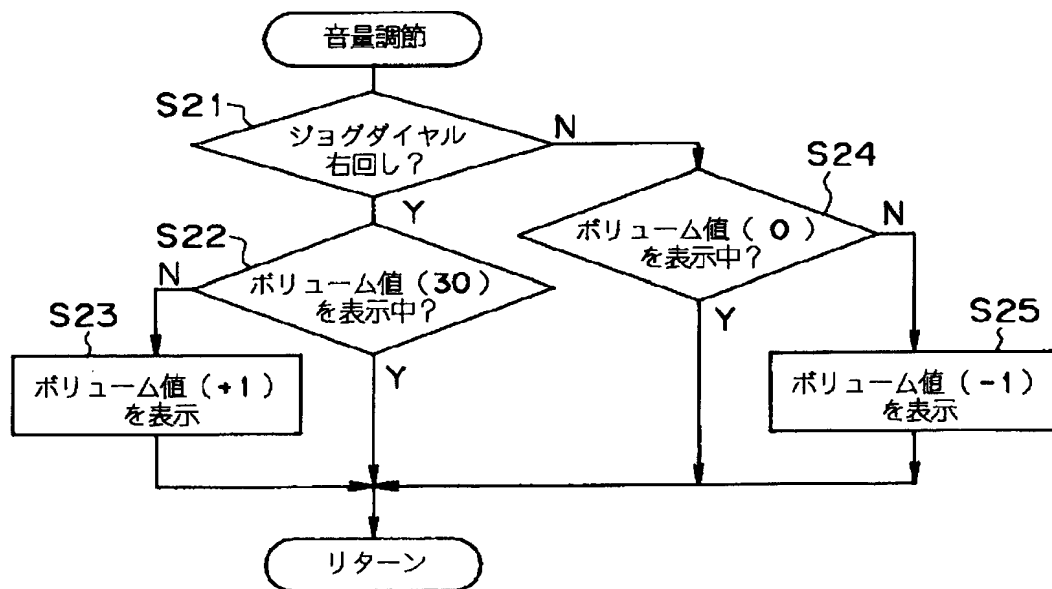 音量調節
S21
ジョグダイヤル
右回し?
N
Y
S24
ボリューム値( 0 )
を表示中?
N
Y
S22
ボリューム値(30)
を表示中?
N
Y
S23
ボリューム値(+1)
を表示
S25
ボリューム値(-1)
を表示
リターン